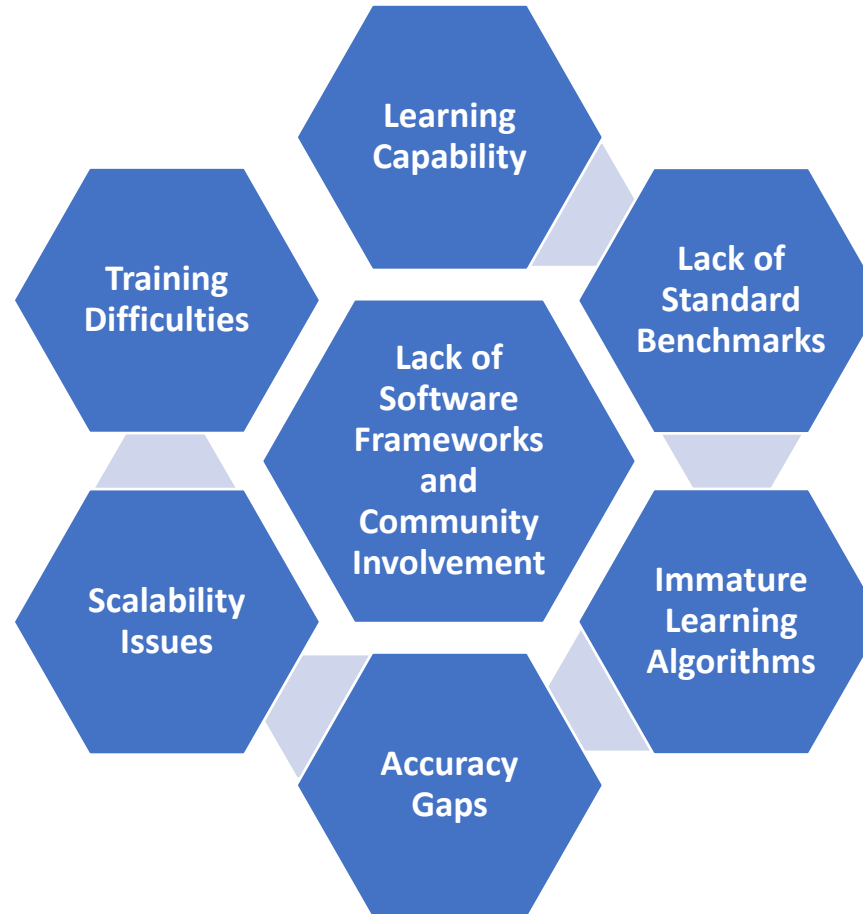 Learning
Capability
Lack of
Standard
Benchmarks
Immature
Learning
Algorithms
Accuracy
Gaps
Scalability
Issues
Training
Difficulties
Lack of
Software
Frameworks
and
Community
Involvement